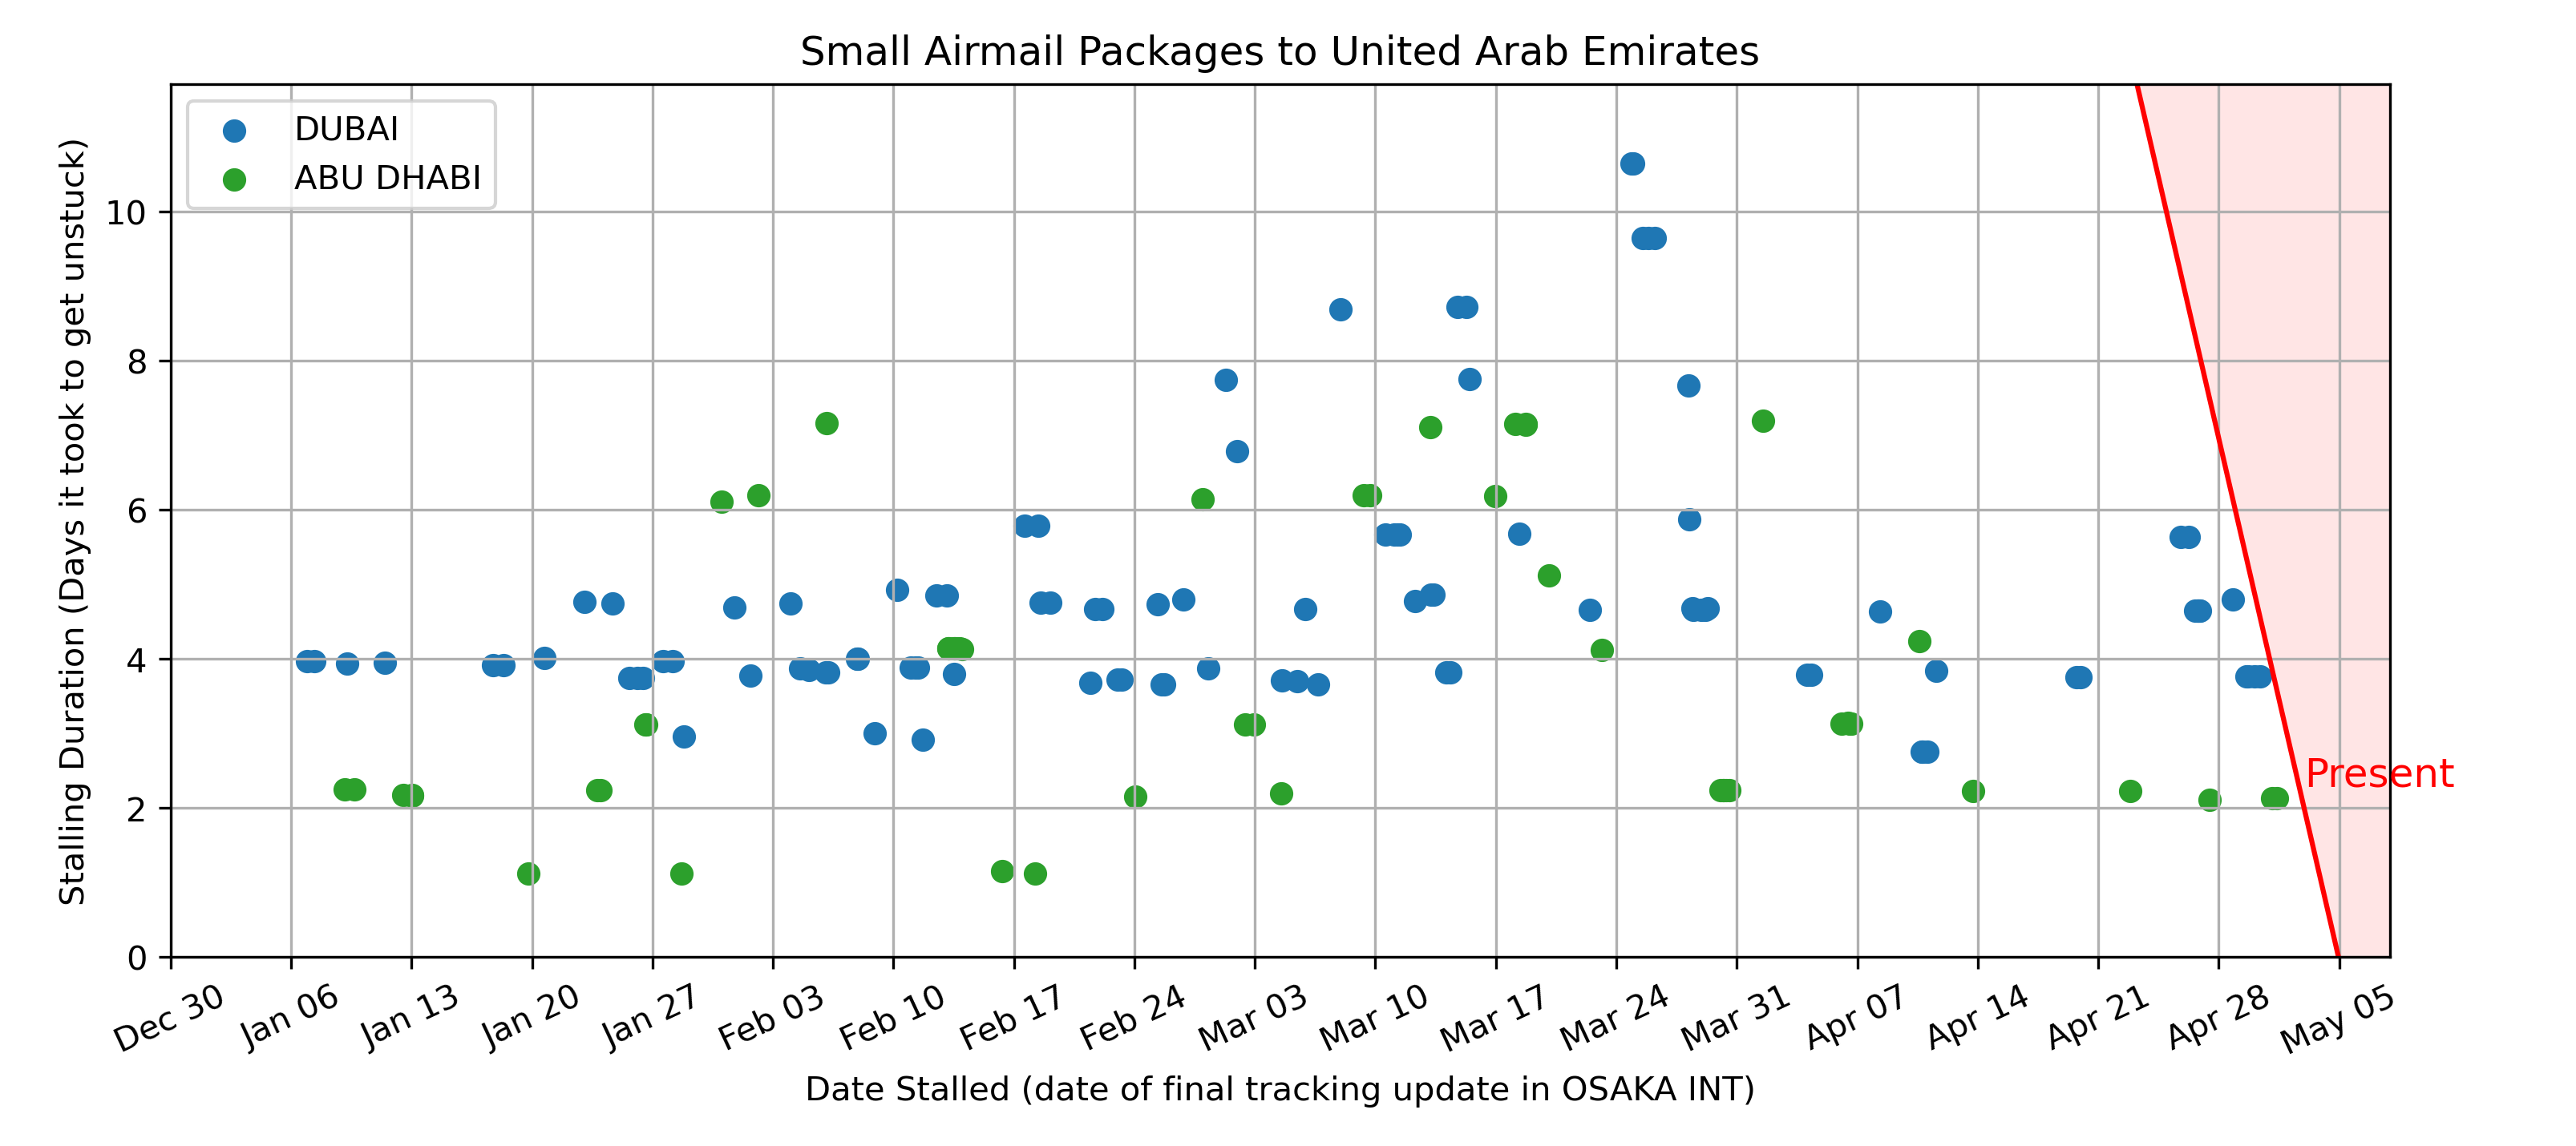 Small Airmail Packages to United Arab Emirates
DUBAI
ABU DHABI
Stalling Duration (Days it took to get unstuck)
10
8
6
4
2
0
Present
Dec 30
Jan 06
Jan 13
Jan 20
Jan 27
Feb 03
Feb 10
Feb 17
Feb 24
Mar 03
Mar 10
Mar 17
Mar 24
Mar 31
Apr 07
Apr 14
Apr 21
Apr 28
May 05
Date Stalled (date of final tracking update in OSAKA INT)